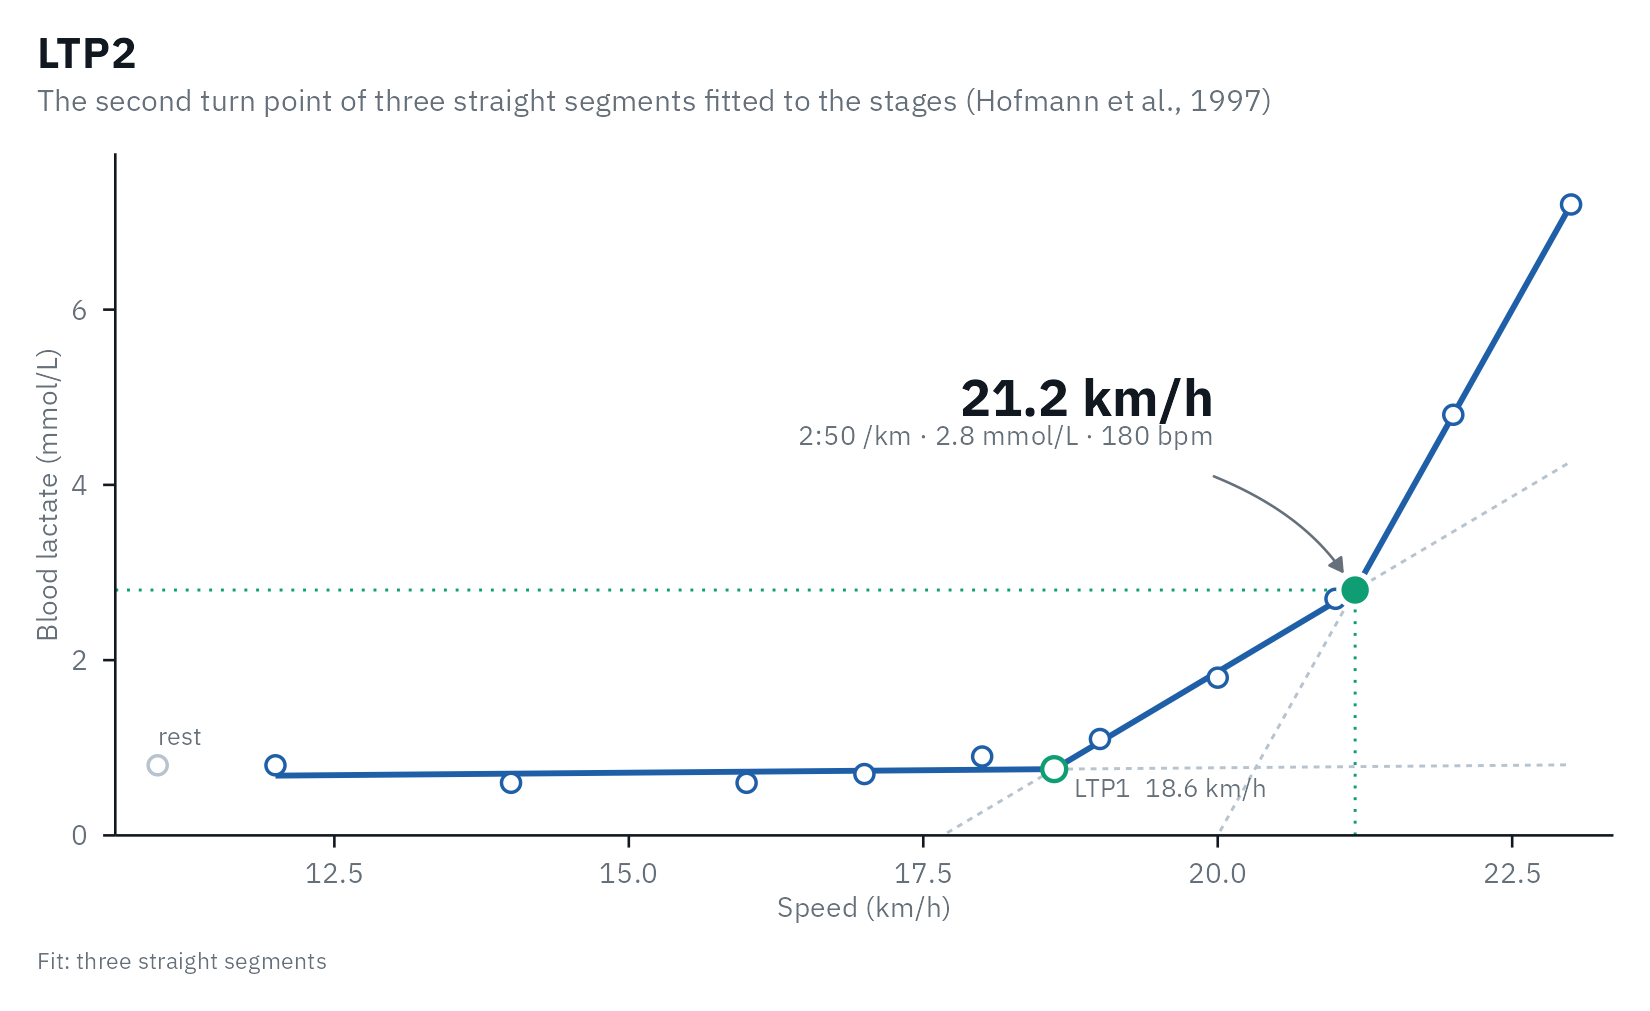 LTP2
The second turn point of three straight segments fitted to the stages (Hofmann et al., 1997)
Blood lactate (mmol/L)
6
4
2
0
21.2 km/h
2:50 /km · 2.8 mmol/L · 180 bpm
rest
LTP1 18.6 km/h
12.5 15.0 17.5 20.0 22.5
Speed (km/h)
Fit: three straight segments